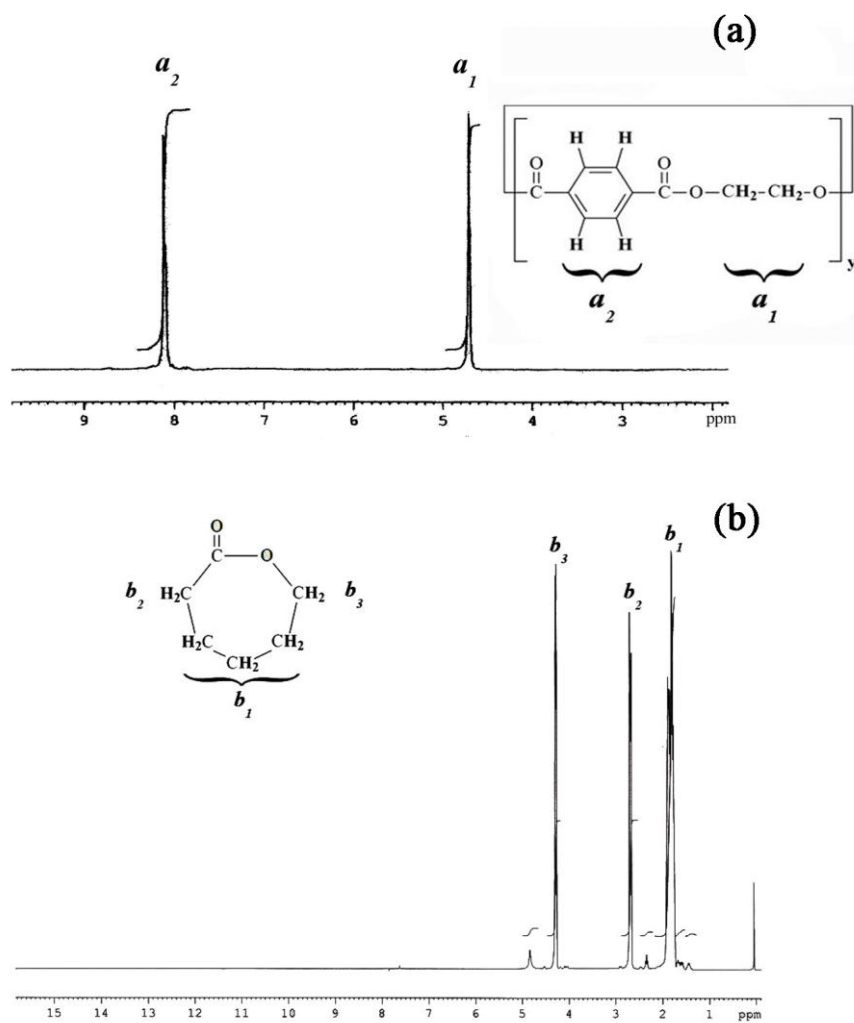 (a)
a2 a1
H H
O O
C C O CH2 CH2 O
H H
y
a2 a1
9 8 7 6 5 4 3 ppm
(b)
b3 b2 b1
O
C O
b2 H2C CH2 b3
H2C CH2
CH2
b1
15 14 13 12 11 10 9 8 7 6 5 4 3 2 1 ppm